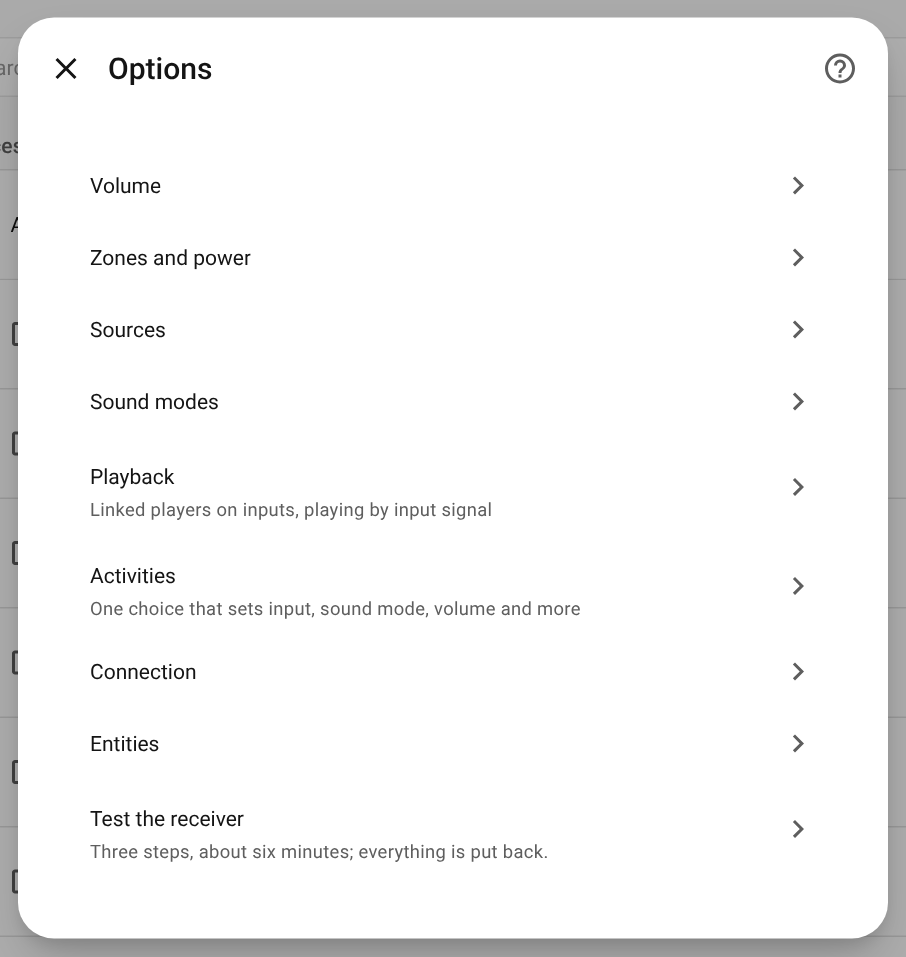 Options
Volume
Zones and power
Sources
Sound modes
Playback
Linked players on inputs, playing by input signal
Activities
One choice that sets input, sound mode, volume and more
Connection
Entities
Test the receiver
Three steps, about six minutes; everything is put back.